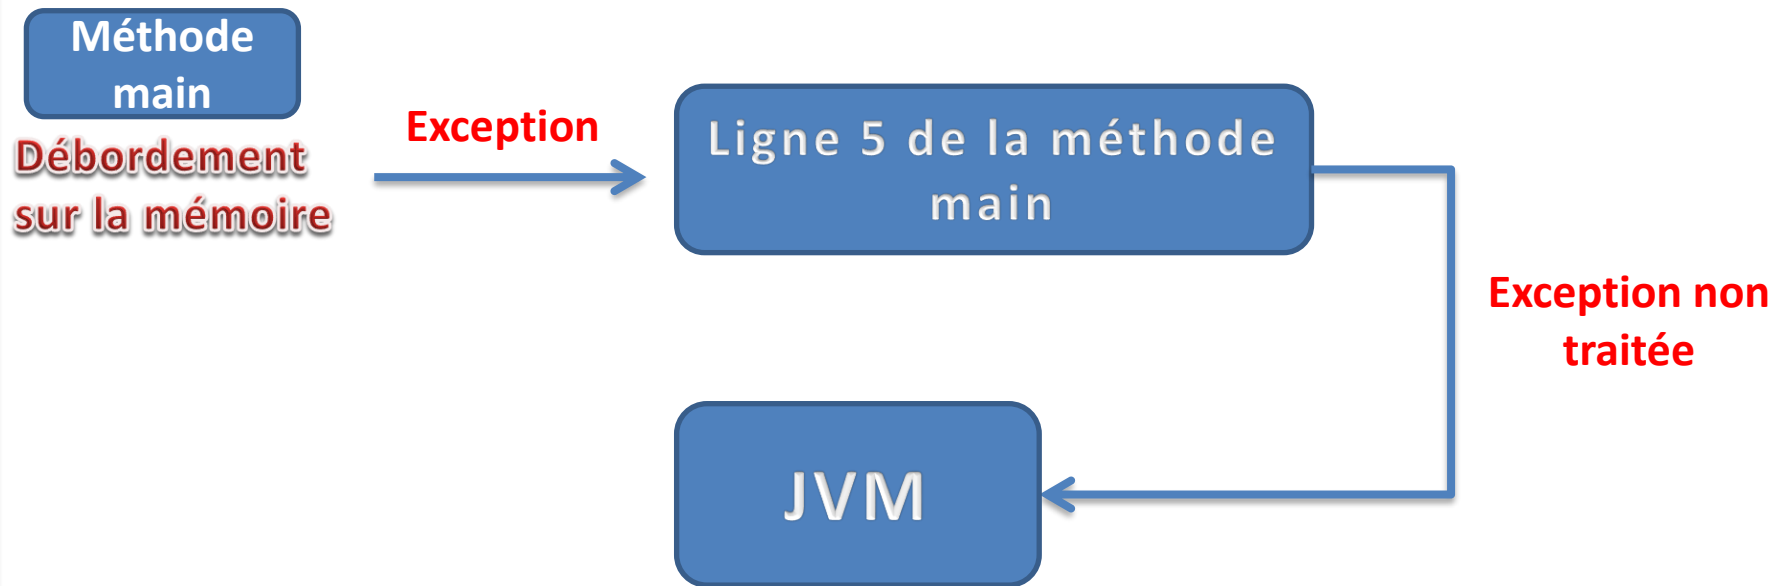 Méthode
main
Débordement
sur la mémoire
Exception
Ligne 5 de la méthode
main
Exception non
traitée
JVM